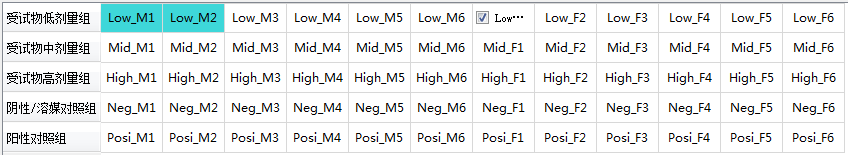 受试物低剂量组 Low_M1 Low_M2 Low_M3 Low_M4 Low_M5 Low_M6 Low… Low_F2 Low_F3 Low_F4 Low_F5 Low_F6
受试物中剂量组 Mid_M1 Mid_M2 Mid_M3 Mid_M4 Mid_M5 Mid_M6 Mid_F1 Mid_F2 Mid_F3 Mid_F4 Mid_F5 Mid_F6
受试物高剂量组 High_M1 High_M2 High_M3 High_M4 High_M5 High_M6 High_F1 High_F2 High_F3 High_F4 High_F5 High_F6
阴性/溶媒对照组 Neg_M1 Neg_M2 Neg_M3 Neg_M4 Neg_M5 Neg_M6 Neg_F1 Neg_F2 Neg_F3 Neg_F4 Neg_F5 Neg_F6
阳性对照组 Posi_M1 Posi_M2 Posi_M3 Posi_M4 Posi_M5 Posi_M6 Posi_F1 Posi_F2 Posi_F3 Posi_F4 Posi_F5 Posi_F6